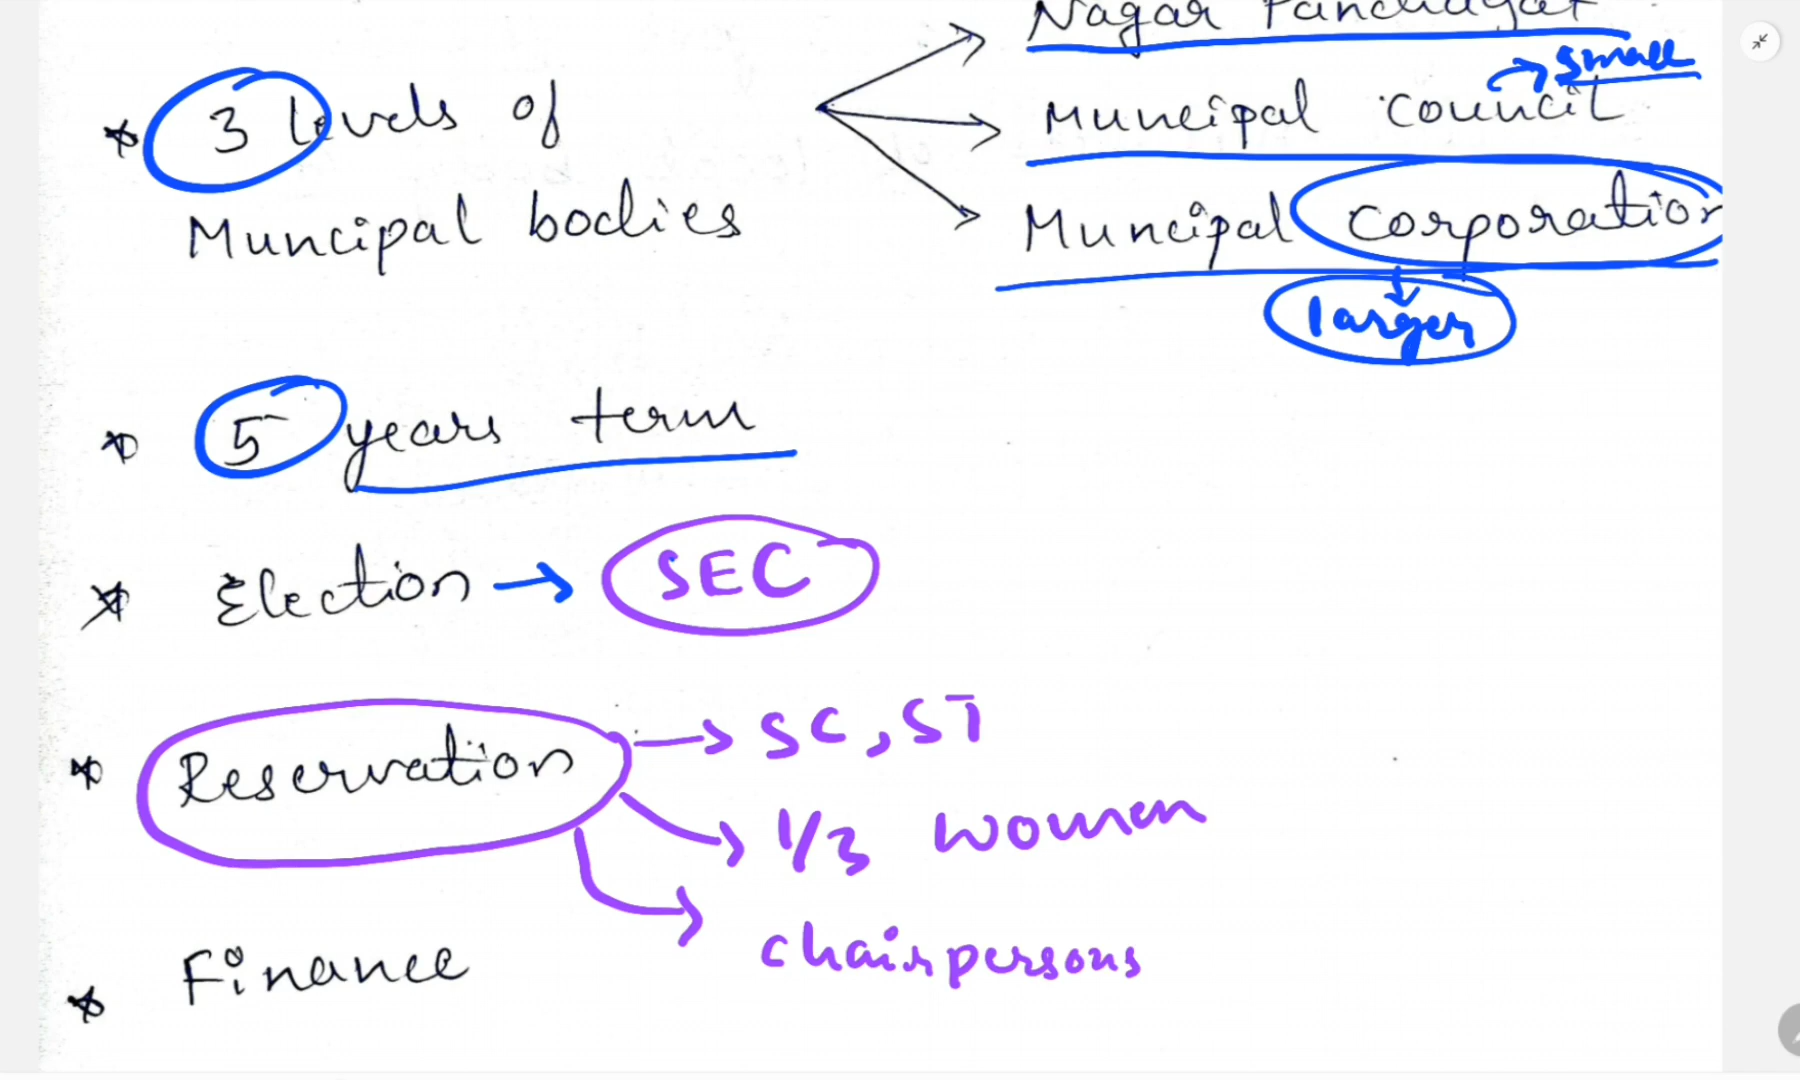 Nagar Panchayat
→ small
* 3 levels of Muncipal council
Muncipal bodies Muncipal corporation
↓
larger
* 5 years term
* Election → SEC
* Reservation → SC, ST
→ 1/3 women
→ chairpersons
* Finance